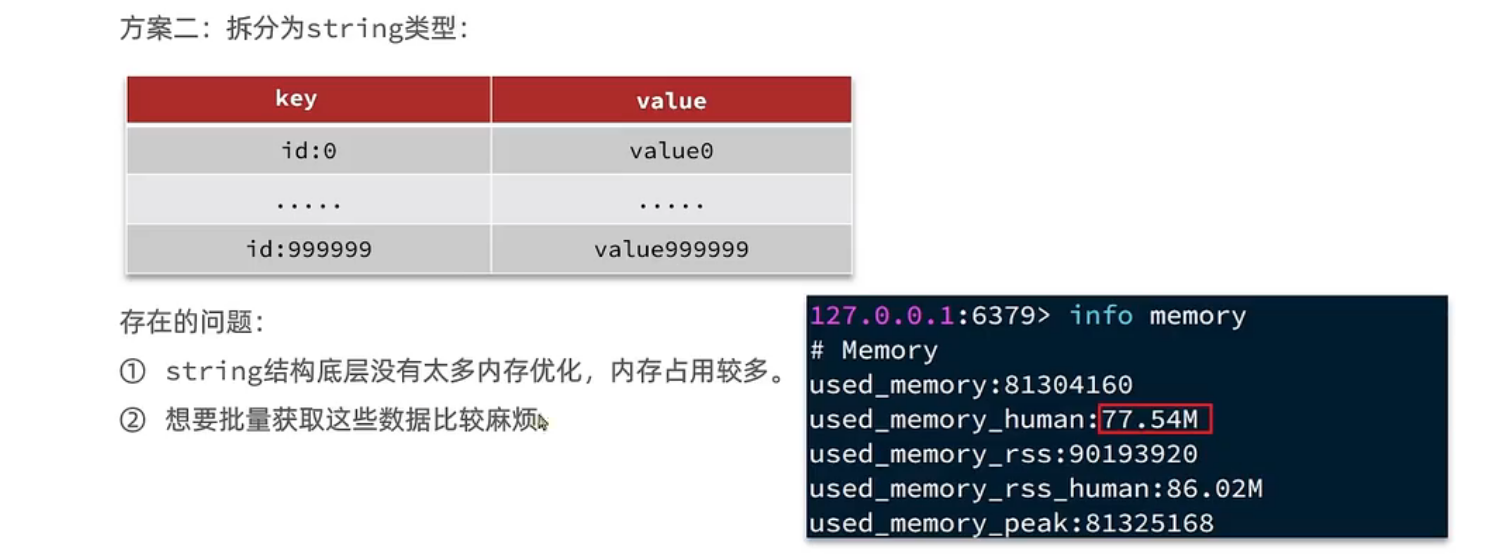 方案二：拆分为string类型：
key value
id:0 value0
..... .....
id:999999 value999999
存在的问题：
① string结构底层没有太多内存优化，内存占用较多。
② 想要批量获取这些数据比较麻烦
127.0.0.1:6379> info memory
# Memory
used_memory:81304160
used_memory_human:77.54M
used_memory_rss:90193920
used_memory_rss_human:86.02M
used_memory_peak:81325168